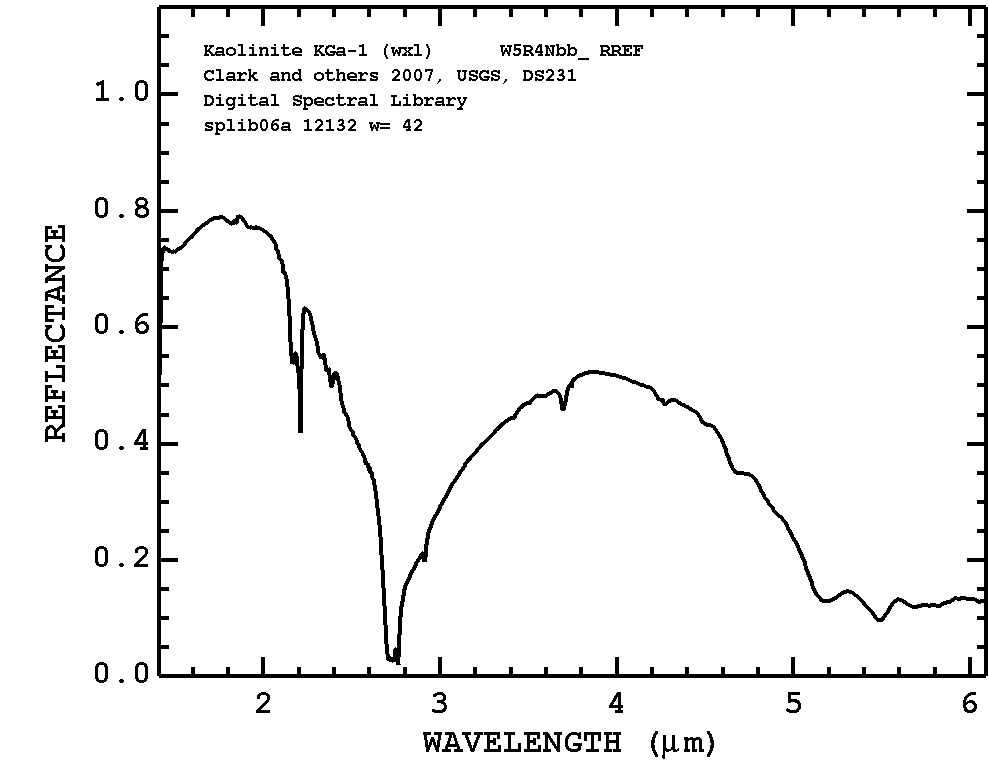 Kaolinite KGa-1 (wxl) W5R4Nbb_ RREF
Clark and others 2007, USGS, DS231
Digital Spectral Library
splib06a 12132 w= 42
1.0
0.8
0.6
0.4
0.2
0.0
REFLECTANCE
2 3 4 5 6
WAVELENGTH (μm)